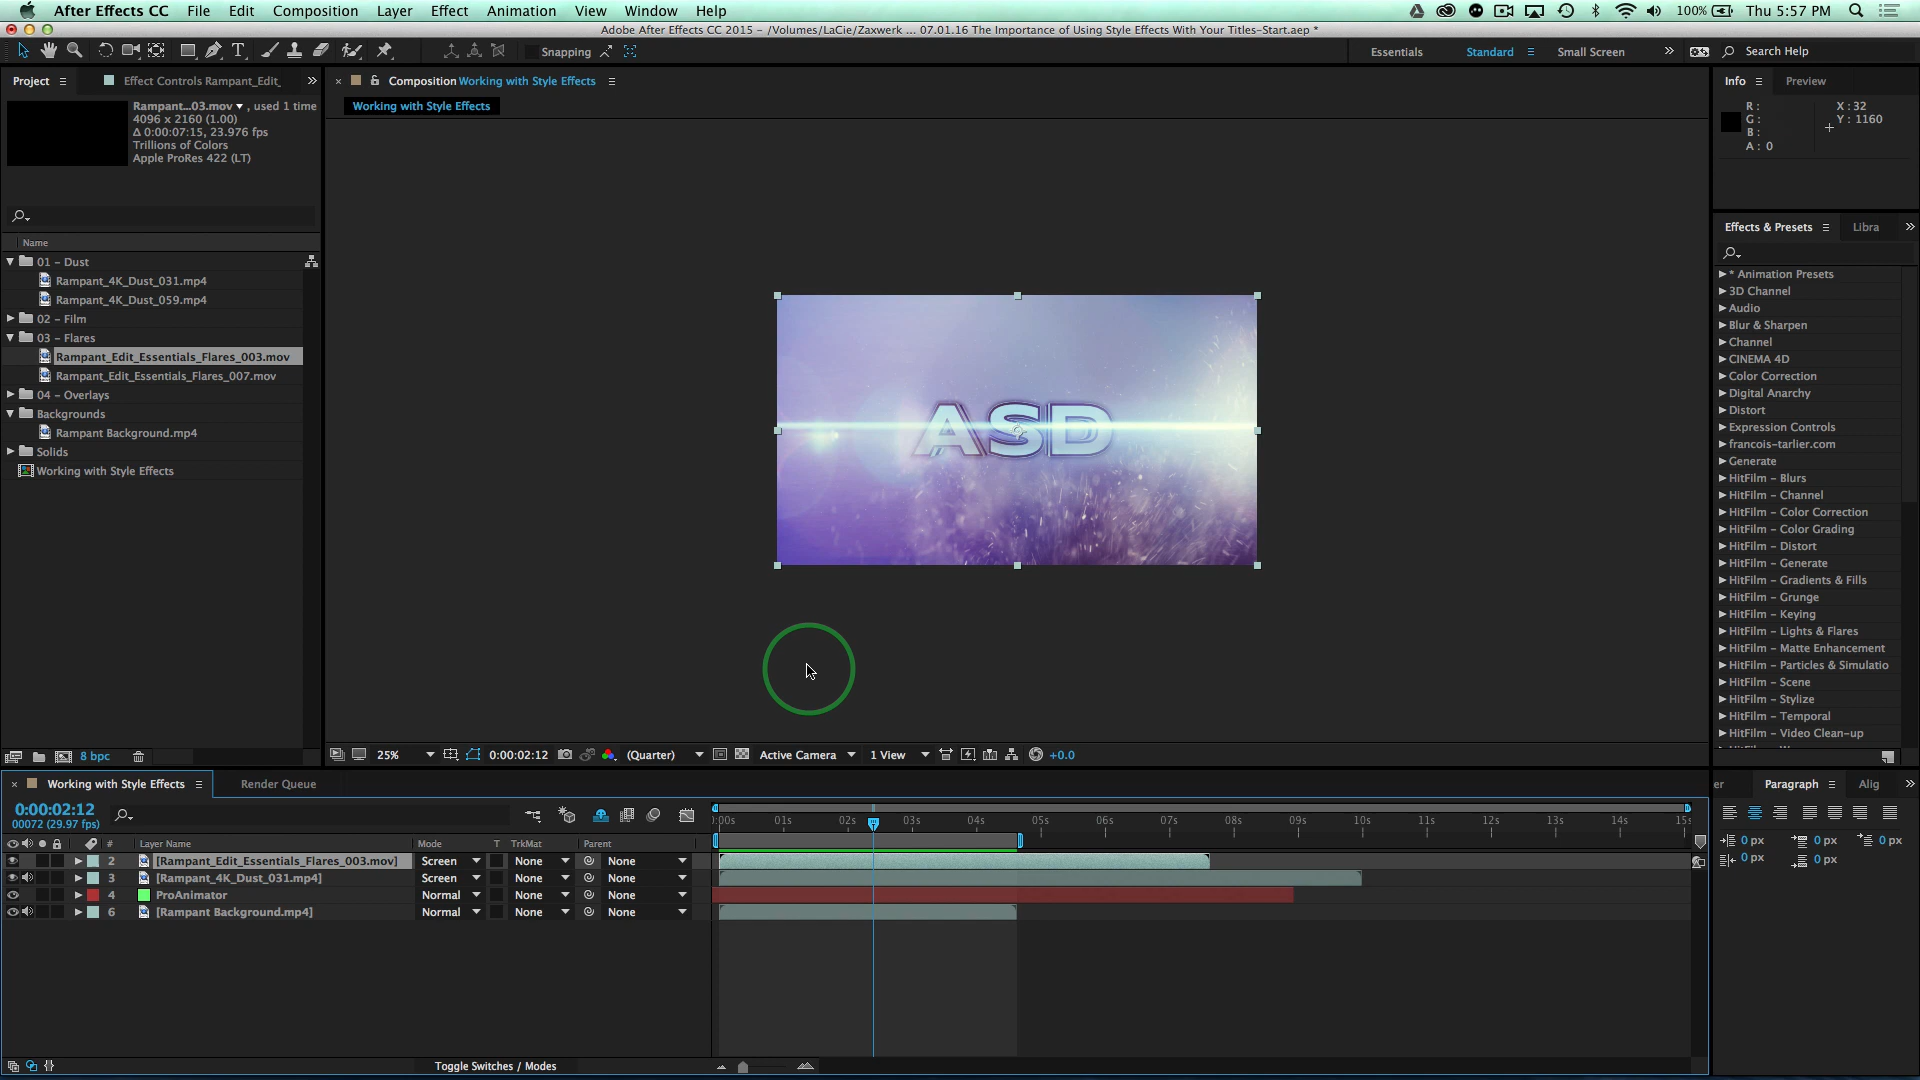 After Effects CC File Edit Composition Layer Effect Animation View Window Help 100% Thu 5:57 PM
Adobe After Effects CC 2015 - /Volumes/LaCie/Zaxwerk ... 07.01.16 The Importance of Using Style Effects With Your Titles-Start.aep *
Snapping Essentials Standard Small Screen » Search Help
Project Effect Controls Rampant_Edit_ »
Composition Working with Style Effects
Working with Style Effects
Info Preview
Rampant...03.mov ▾ , used 1 time
4096 x 2160 (1.00)
Δ 0:00:07:15, 23.976 fps
Trillions of Colors
Apple ProRes 422 (LT)
R :
G :
B :
A : 0
X : 32
Y : 1160
Name
01 - Dust
Rampant_4K_Dust_031.mp4
Rampant_4K_Dust_059.mp4
02 - Film
03 - Flares
Rampant_Edit_Essentials_Flares_003.mov
Rampant_Edit_Essentials_Flares_007.mov
04 - Overlays
Backgrounds
Rampant Background.mp4
Solids
Working with Style Effects
8 bpc
ASD
Effects & Presets Libra »
* Animation Presets
3D Channel
Audio
Blur & Sharpen
Channel
CINEMA 4D
Color Correction
Digital Anarchy
Distort
Expression Controls
francois-tarlier.com
Generate
HitFilm - Blurs
HitFilm - Channel
HitFilm - Color Correction
HitFilm - Color Grading
HitFilm - Distort
HitFilm - Generate
HitFilm - Gradients & Fills
HitFilm - Grunge
HitFilm - Keying
HitFilm - Lights & Flares
HitFilm - Matte Enhancement
HitFilm - Particles & Simulatio
HitFilm - Scene
HitFilm - Stylize
HitFilm - Temporal
HitFilm - Video Clean-up
25% 0:00:02:12 (Quarter) Active Camera 1 View +0.0
Working with Style Effects Render Queue
0:00:02:12
00072 (29.97 fps)
:00s 01s 02s 03s 04s 05s 06s 07s 08s 09s 10s 11s 12s 13s 14s 15s
# Layer Name Mode T TrkMat Parent
2 [Rampant_Edit_Essentials_Flares_003.mov] Screen None None
3 [Rampant_4K_Dust_031.mp4] Screen None None
4 ProAnimator Normal None None
6 [Rampant Background.mp4] Normal None None
Toggle Switches / Modes
er Paragraph Alig »
0 px 0 px 0 px
0 px 0 px